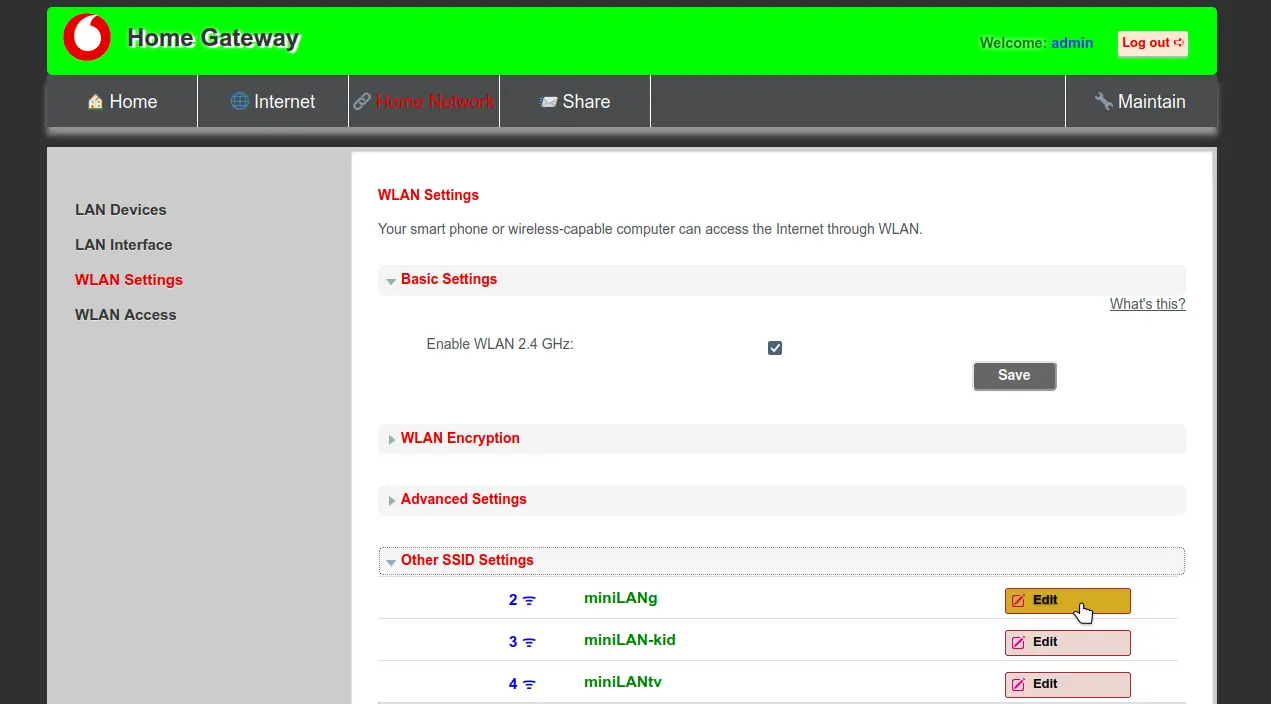 Home Gateway
Welcome: admin
Log out
Home
Internet
Home Network
Share
Maintain
LAN Devices
LAN Interface
WLAN Settings
WLAN Access
WLAN Settings
Your smart phone or wireless-capable computer can access the Internet through WLAN.
Basic Settings
What's this?
Enable WLAN 2.4 GHz:
Save
WLAN Encryption
Advanced Settings
Other SSID Settings
2 miniLANg Edit
3 miniLAN-kid Edit
4 miniLANtv Edit